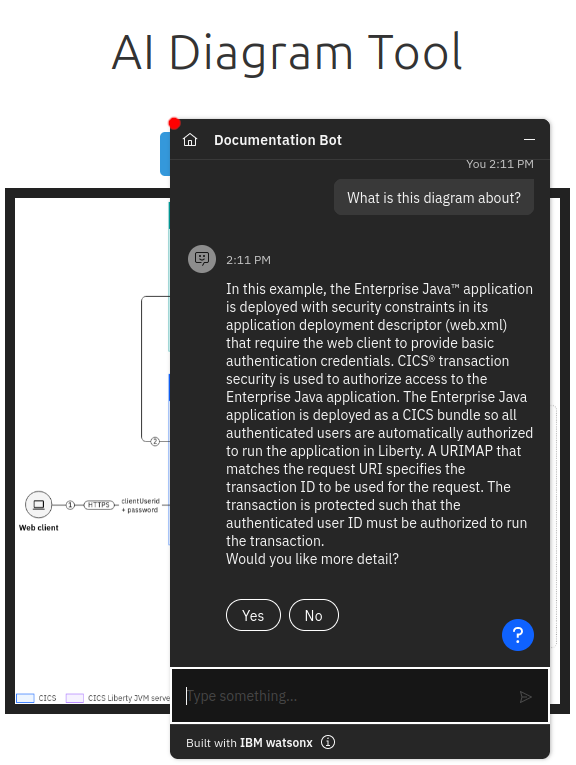 AI Diagram Tool
Documentation Bot
You 2:11 PM
What is this diagram about?
2:11 PM
In this example, the Enterprise Java™ application
is deployed with security constraints in its
application deployment descriptor (web.xml)
that require the web client to provide basic
authentication credentials. CICS® transaction
security is used to authorize access to the
Enterprise Java application. The Enterprise Java
application is deployed as a CICS bundle so all
authenticated users are automatically authorized
to run the application in Liberty. A URIMAP that
matches the request URI specifies the
transaction ID to be used for the request. The
transaction is protected such that the
authenticated user ID must be authorized to run
the transaction.
Would you like more detail?
Yes
No
?
Type something...
Built with IBM watsonx
2
1
HTTPS
clientUserid
+ password
Web client
CICS
CICS Liberty JVM serve